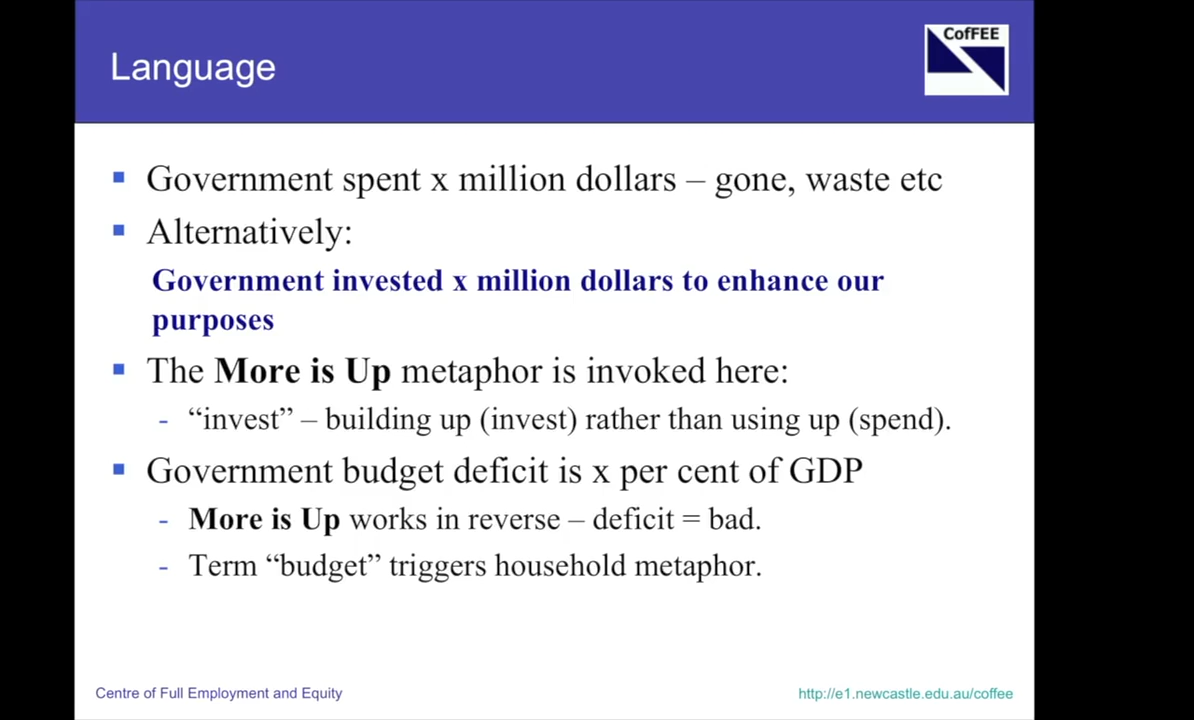 Language
CofFEE
Government spent x million dollars – gone, waste etc
Alternatively:
Government invested x million dollars to enhance our
purposes
The More is Up metaphor is invoked here:
- “invest” – building up (invest) rather than using up (spend).
Government budget deficit is x per cent of GDP
- More is Up works in reverse – deficit = bad.
- Term “budget” triggers household metaphor.
Centre of Full Employment and Equity
http://e1.newcastle.edu.au/coffee